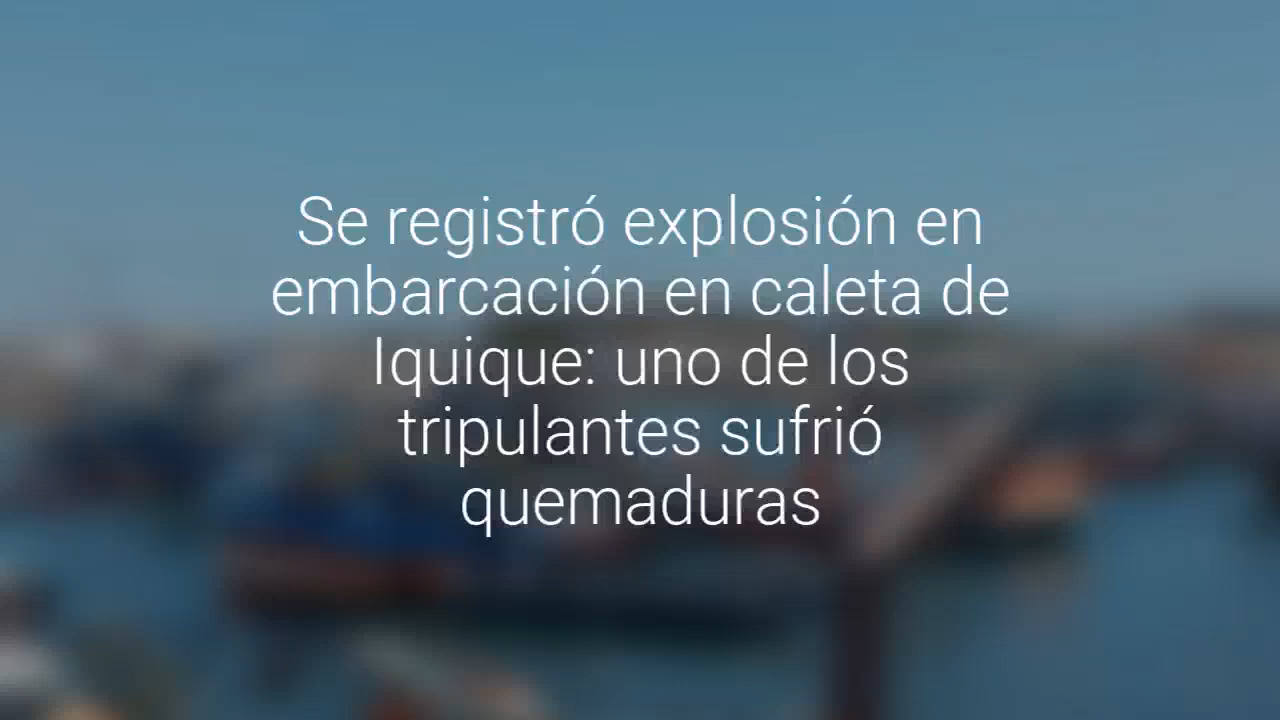 Se registró explosión en
embarcación en caleta de
Iquique: uno de los
tripulantes sufrió
quemaduras